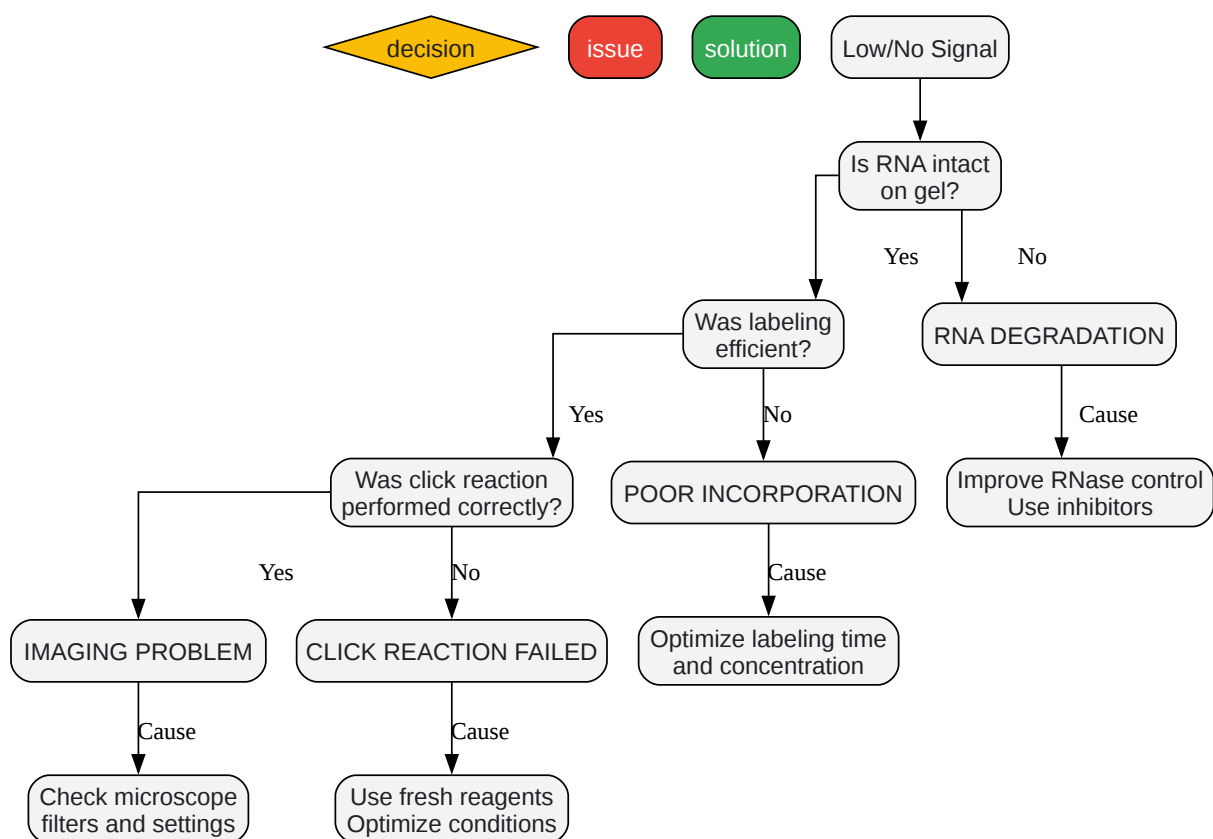 decision
issue
solution
Low/No Signal
Is RNA intact
on gel?
Yes
No
Was labeling
efficient?
RNA DEGRADATION
Yes
No
Cause
Was click reaction
performed correctly?
POOR INCORPORATION
Improve RNase control
Use inhibitors
Yes
No
Cause
IMAGING PROBLEM
CLICK REACTION FAILED
Optimize labeling time
and concentration
Cause
Cause
Check microscope
filters and settings
Use fresh reagents
Optimize conditions